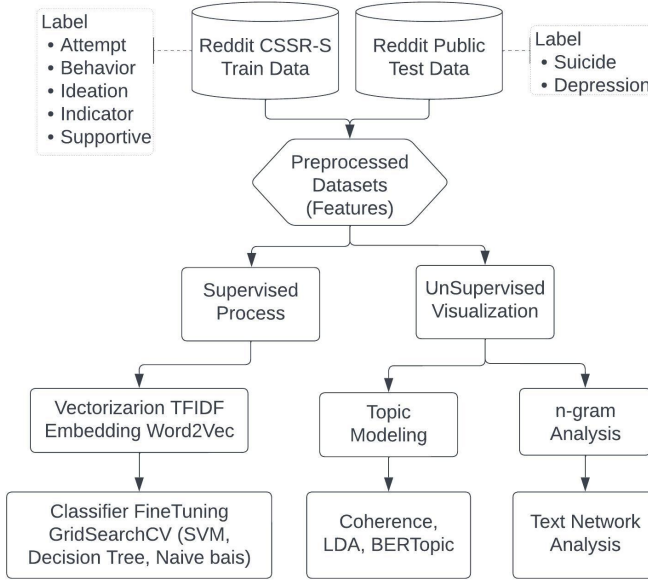 Label
• Attempt
• Behavior
• Ideation
• Indicator
• Supportive
Reddit CSSR-S
Train Data
Reddit Public
Test Data
Label
• Suicide
• Depression
Preprocessed
Datasets
(Features)
Supervised
Process
UnSupervised
Visualization
Vectorizarion TFIDF
Embedding Word2Vec
Topic
Modeling
n-gram
Analysis
Classifier FineTuning
GridSearchCV (SVM,
Decision Tree, Naive bais)
Coherence,
LDA, BERTopic
Text Network
Analysis